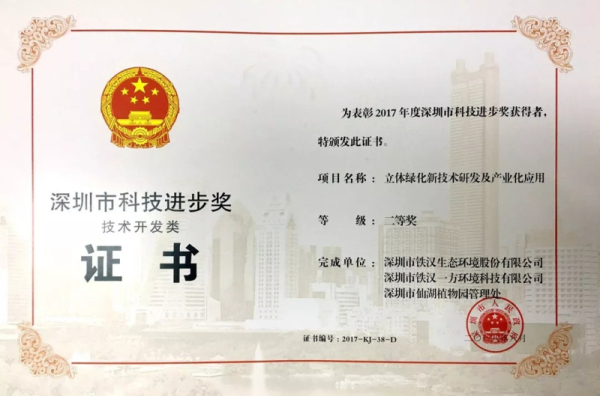 深圳市科技进步奖
技术开发类
证书
为表彰2017年度深圳市科技进步奖获得者，
特颁发此证书。
项目名称：立体绿化新技术研发及产业化应用
等级：二等奖
完成单位：深圳市铁汉生态环境股份有限公司
深圳市铁汉一方环境科技有限公司
深圳市仙湖植物园管理处
证书编号：2017-KJ-38-D